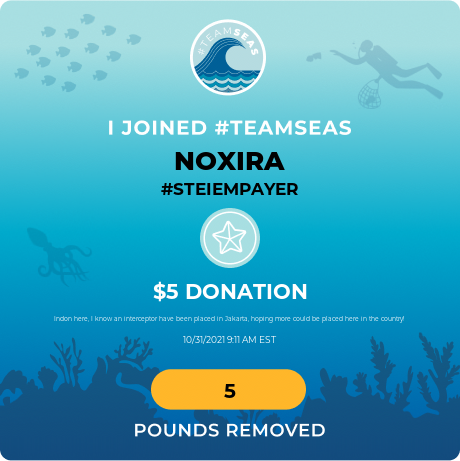 #TEAMSEAS
I JOINED #TEAMSEAS
NOXIRA
#STEIEMPAYER
$5 DONATION
Indon here, I know an interceptor have been placed in Jakarta, hoping more could be placed here in the country!
10/31/2021 9:11 AM EST
5
POUNDS REMOVED